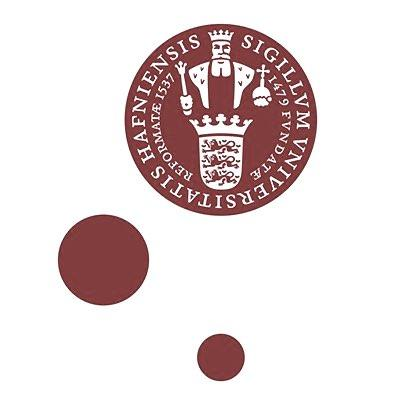 SIGILLVM VNIVERSITATIS HAFNIENSIS
1479 FVNDATÆ
REFORMATÆ 1537